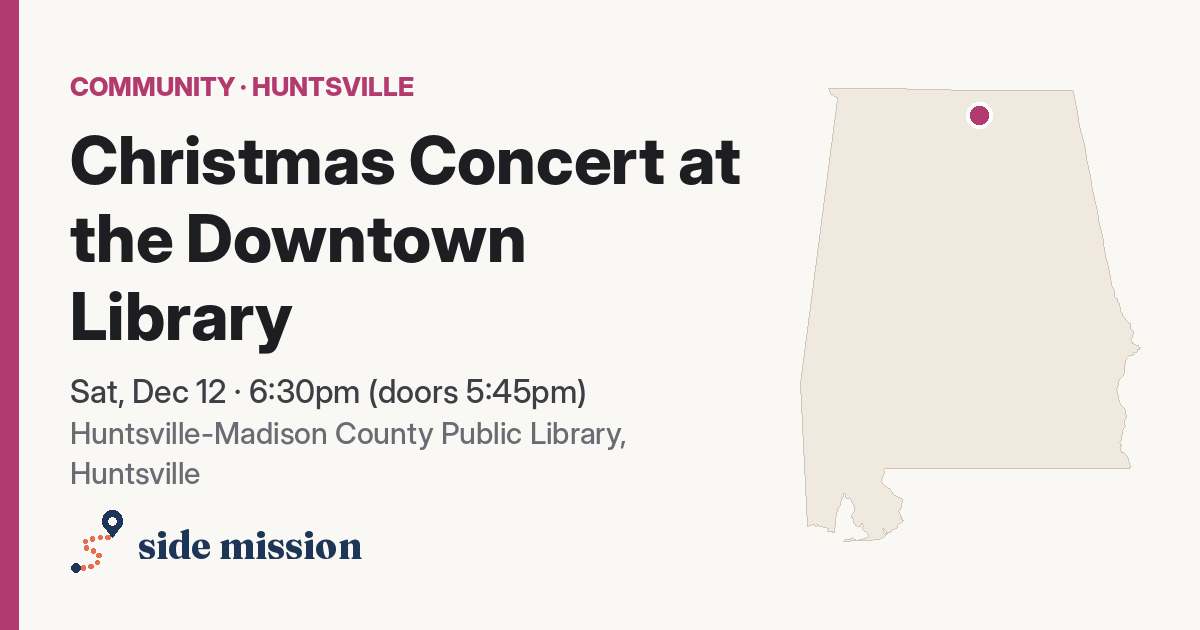 COMMUNITY · HUNTSVILLE
Christmas Concert at
the Downtown
Library
Sat, Dec 12 · 6:30pm (doors 5:45pm)
Huntsville-Madison County Public Library,
Huntsville
side mission